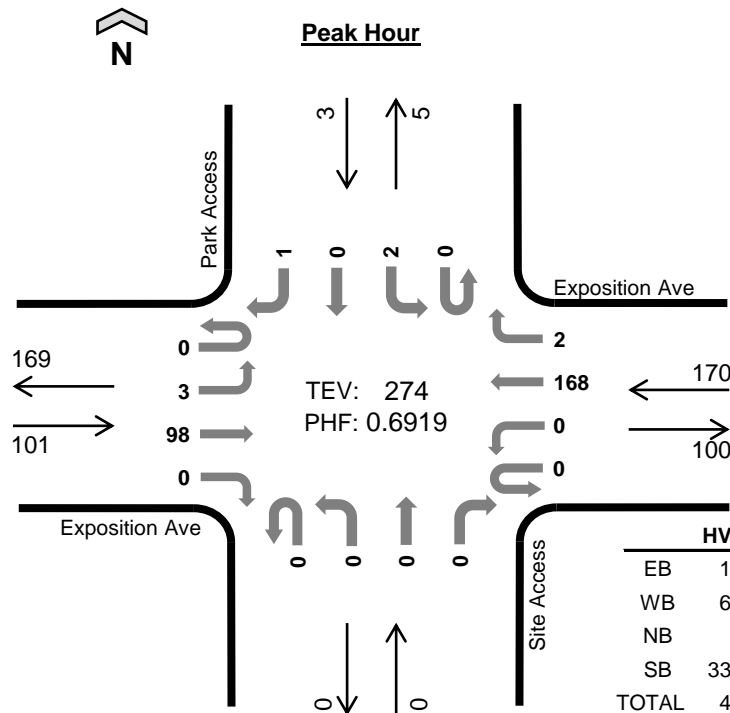 N
Peak Hour
3
5
Park Access
1
0
2
0
Exposition Ave
0
3
98
0
TEV: 274
PHF: 0.6919
2
168
0
0
169
101
170
100
Exposition Ave
0
0
0
0
Site Access
0
0
HV
EB 1
WB 6
NB
SB 33
TOTAL 4